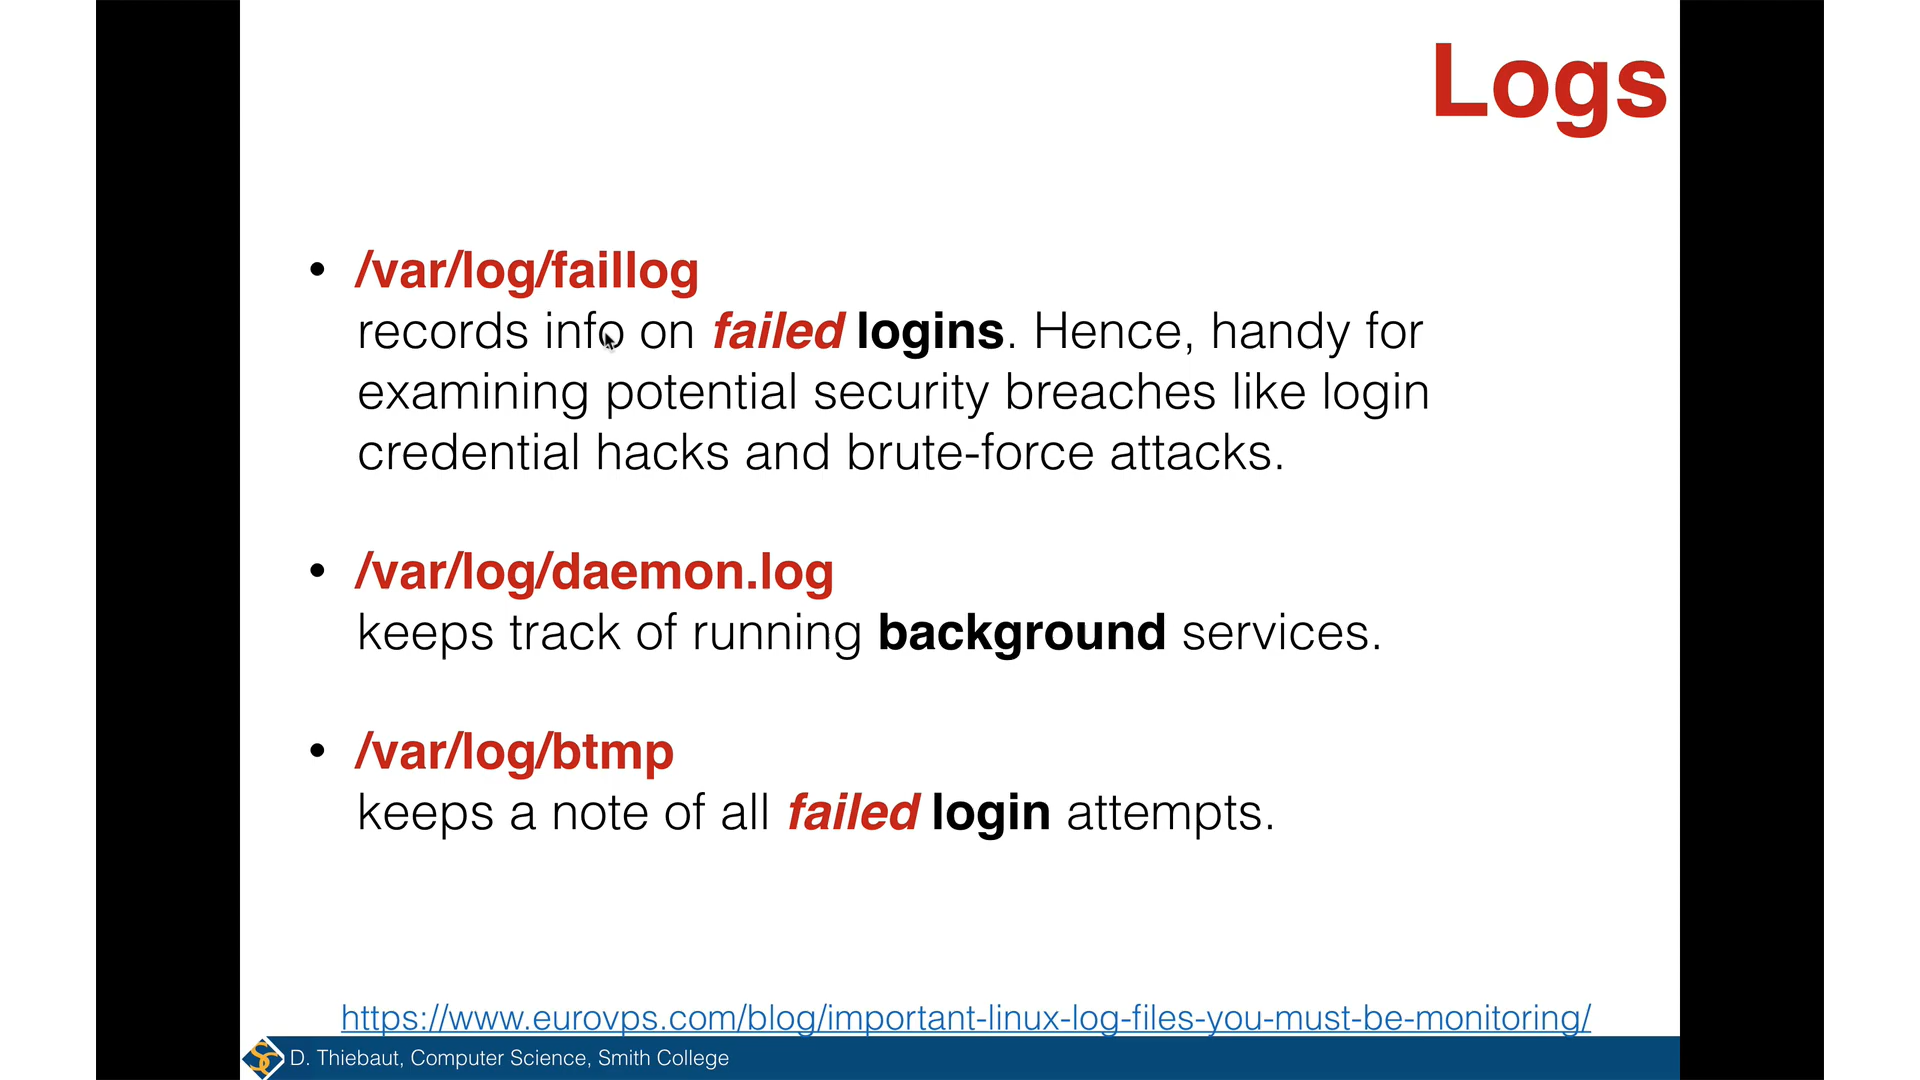 Logs
• /var/log/faillog
records info on failed logins. Hence, handy for
examining potential security breaches like login
credential hacks and brute-force attacks.
• /var/log/daemon.log
keeps track of running background services.
• /var/log/btmp
keeps a note of all failed login attempts.
https://www.eurovps.com/blog/important-linux-log-files-you-must-be-monitoring/
D. Thiebaut, Computer Science, Smith College